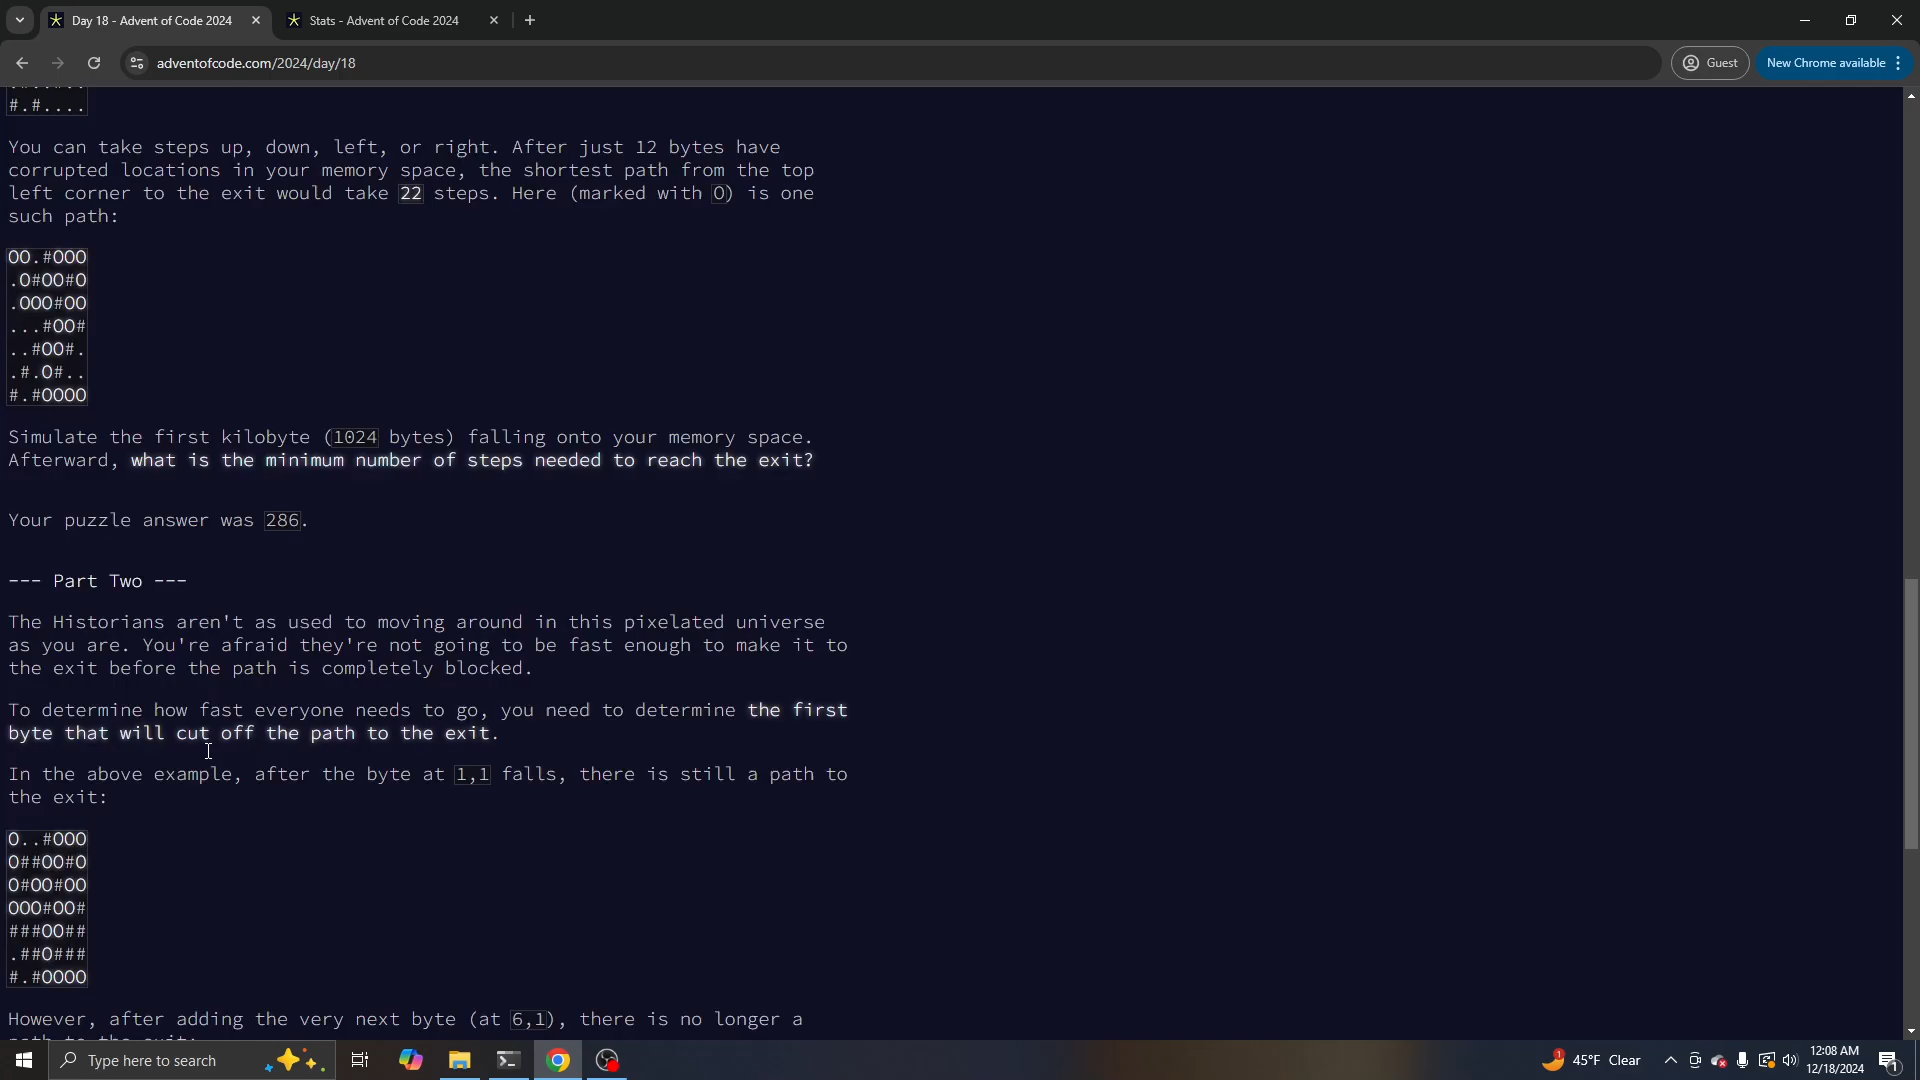 Day 18 - Advent of Code 2024
Stats - Advent of Code 2024
adventofcode.com/2024/day/18
Guest
New Chrome available
#.#....
You can take steps up, down, left, or right. After just 12 bytes have
corrupted locations in your memory space, the shortest path from the top
left corner to the exit would take 22 steps. Here (marked with O) is one
such path:
OO.#OOO
.O#OO#O
.OOO#OO
...#OO#
..#OO#.
.#.O#..
#.#OOOO
Simulate the first kilobyte (1024 bytes) falling onto your memory space.
Afterward, what is the minimum number of steps needed to reach the exit?
Your puzzle answer was 286.
--- Part Two ---
The Historians aren't as used to moving around in this pixelated universe
as you are. You're afraid they're not going to be fast enough to make it to
the exit before the path is completely blocked.
To determine how fast everyone needs to go, you need to determine the first
byte that will cut off the path to the exit.
In the above example, after the byte at 1,1 falls, there is still a path to
the exit:
O..#OOO
O##OO#O
O#OO#OO
OOO#OO#
###OO##
.##O###
#.#OOOO
However, after adding the very next byte (at 6,1), there is no longer a
path to the exit:
Type here to search
1
45°F Clear
12:08 AM
12/18/2024
1